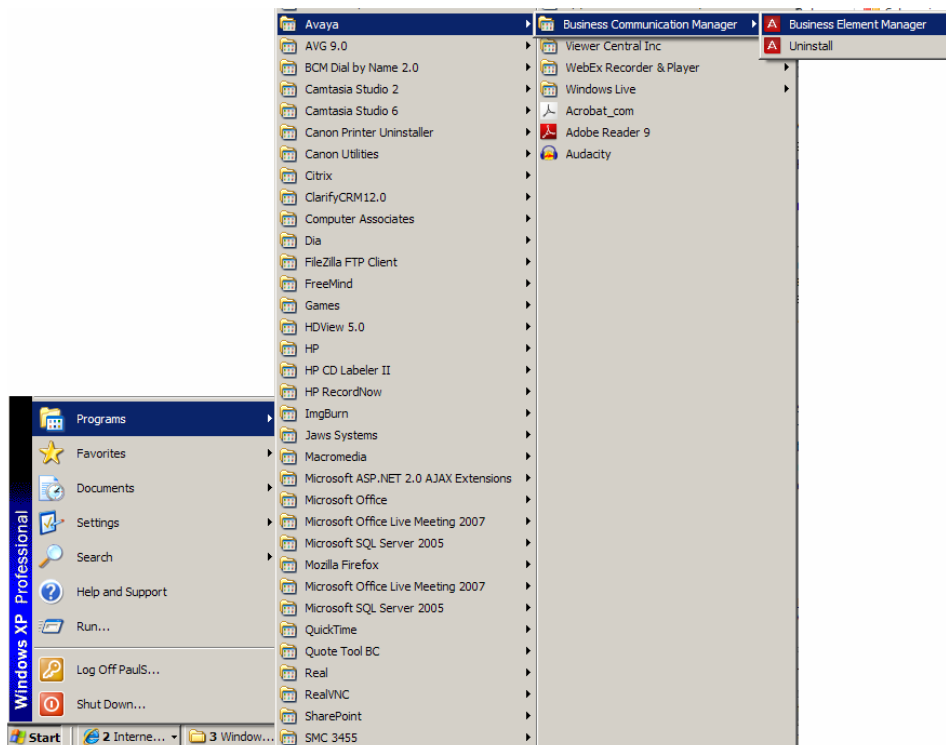 Avaya
AVG 9.0
BCM Dial by Name 2.0
Camtasia Studio 2
Camtasia Studio 6
Canon Printer Uninstaller
Canon Utilities
Citrix
ClarifyCRM12.0
Computer Associates
Dia
FileZilla FTP Client
FreeMind
Games
HDView 5.0
HP
HP CD Labeler II
HP RecordNow
ImgBurn
Jaws Systems
Macromedia
Microsoft ASP.NET 2.0 AJAX Extensions
Microsoft Office
Microsoft Office Live Meeting 2007
Microsoft SQL Server 2005
Mozilla Firefox
Microsoft Office Live Meeting 2007
Microsoft SQL Server 2005
QuickTime
Quote Tool BC
Real
RealVNC
SharePoint
SMC 3455
Business Communication Manager
Viewer Central Inc
WebEx Recorder & Player
Windows Live
Acrobat_com
Adobe Reader 9
Audacity
Business Element Manager
Uninstall
Windows XP Professional
Programs
Favorites
Documents
Settings
Search
Help and Support
Run...
Log Off PaulS...
Shut Down...
Start
2 Interne...
3 Window...